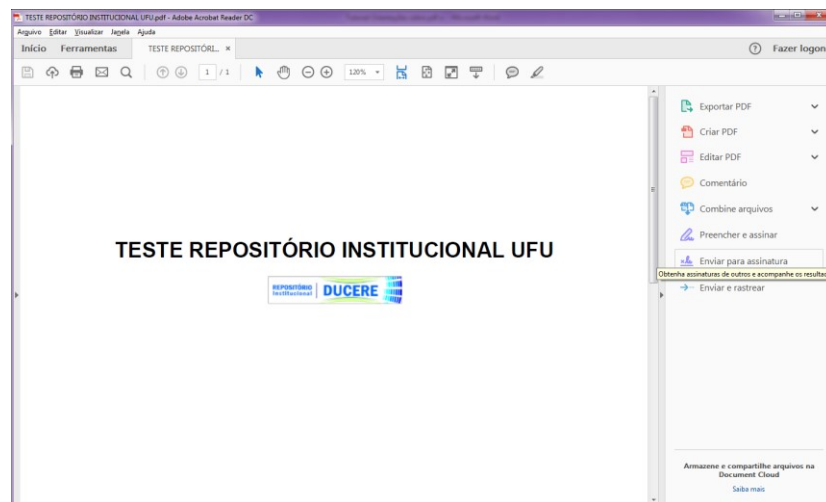 TESTE REPOSITÓRIO INSTITUCIONAL UFU.pdf - Adobe Acrobat Reader DC
Arquivo Editar Visualizar Janela Ajuda
Início Ferramentas TESTE REPOSITÓRI... × Fazer logon
1 / 1 120%
Exportar PDF
Criar PDF
Editar PDF
Comentário
Combine arquivos
Preencher e assinar
Enviar para assinatura
Obtenha assinaturas de outros e acompanhe os resultad
Enviar e rastrear
TESTE REPOSITÓRIO INSTITUCIONAL UFU
REPOSITÓRIO
Institucional
DUCERE
Armazene e compartilhe arquivos na
Document Cloud
Saiba mais